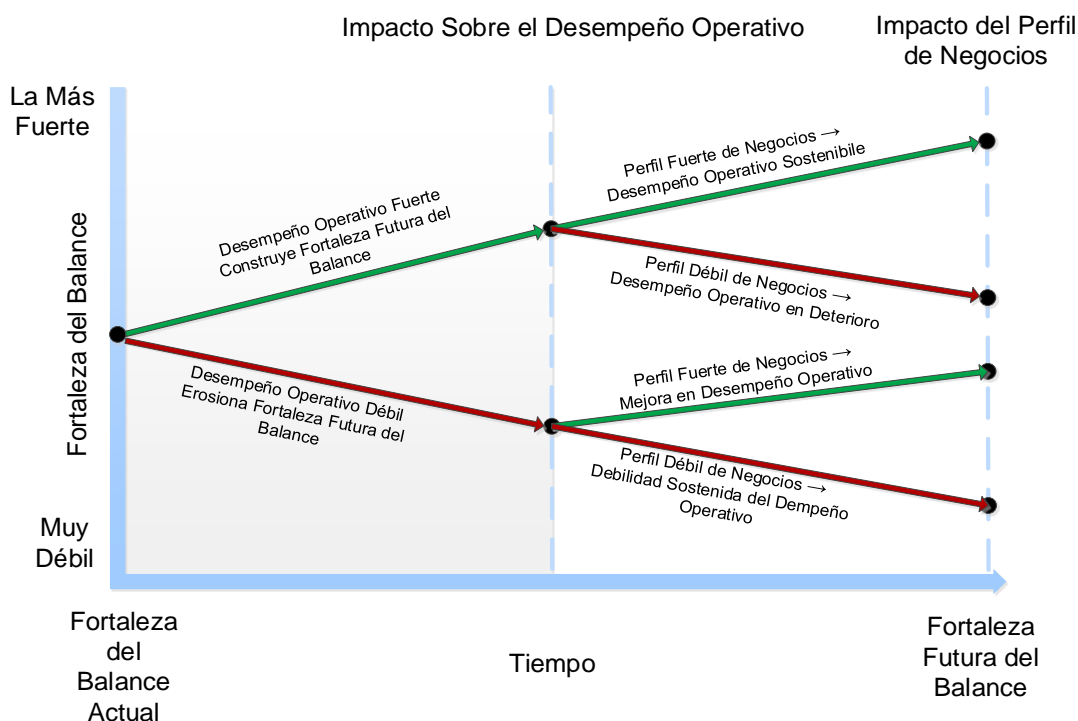 Impacto Sobre el Desempeño Operativo
Impacto del Perfil
de Negocios
La Más
Fuerte
Fortaleza del Balance
Muy
Débil
Desempeño Operativo Fuerte
Construye Fortaleza Futura del
Balance
Desempeño Operativo Débil
Erosiona Fortaleza Futura del
Balance
Perfil Fuerte de Negocios →
Desempeño Operativo Sostenibile
Perfil Débil de Negocios →
Desempeño Operativo en Deterioro
Perfil Fuerte de Negocios →
Mejora en Desempeño Operativo
Perfil Débil de Negocios →
Debilidad Sostenida del Dempeño
Operativo
Fortaleza
del
Balance
Actual
Tiempo
Fortaleza
Futura del
Balance